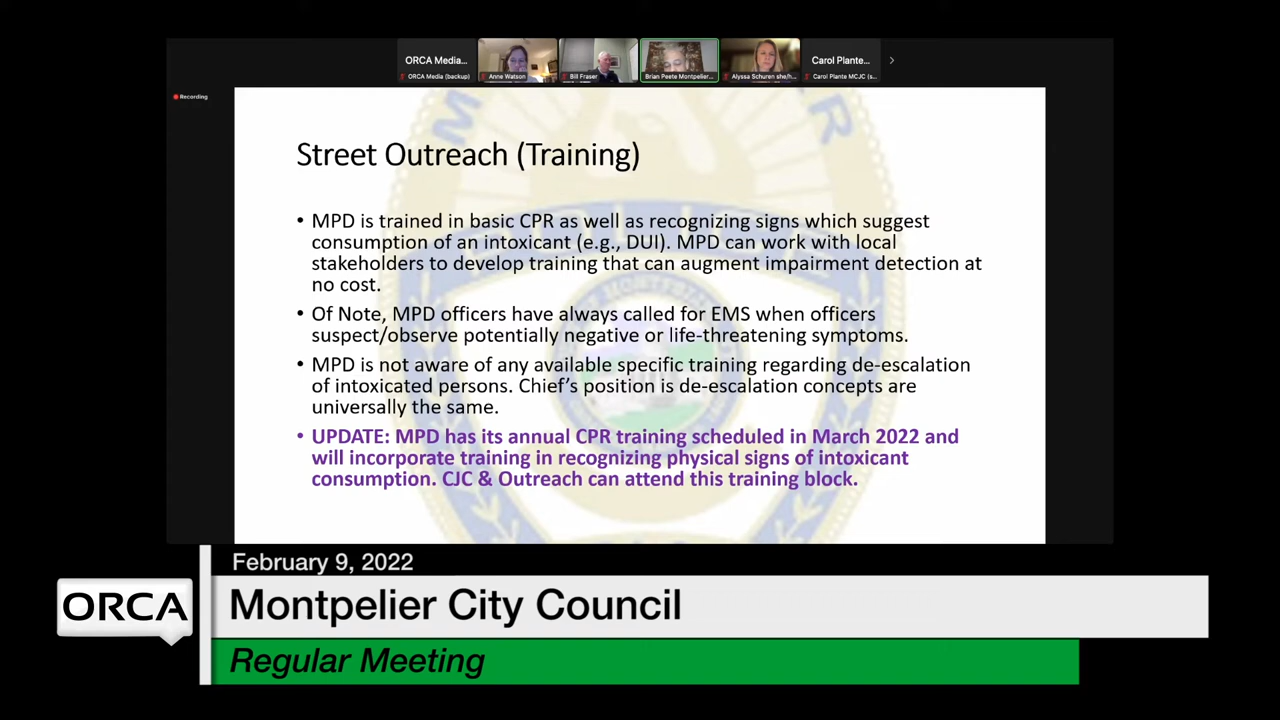 ORCA Media...
ORCA Media (backup)
Anne Watson
Bill Fraser
Brian Peete Montpelier...
Alyssa Schuren she/h...
Carol Plante...
Carol Plante MCJC (s...
Recording
Street Outreach (Training)
• MPD is trained in basic CPR as well as recognizing signs which suggest
consumption of an intoxicant (e.g., DUI). MPD can work with local
stakeholders to develop training that can augment impairment detection at
no cost.
• Of Note, MPD officers have always called for EMS when officers
suspect/observe potentially negative or life-threatening symptoms.
• MPD is not aware of any available specific training regarding de-escalation
of intoxicated persons. Chief's position is de-escalation concepts are
universally the same.
• UPDATE: MPD has its annual CPR training scheduled in March 2022 and
will incorporate training in recognizing physical signs of intoxicant
consumption. CJC & Outreach can attend this training block.
February 9, 2022
ORCA
Montpelier City Council
Regular Meeting